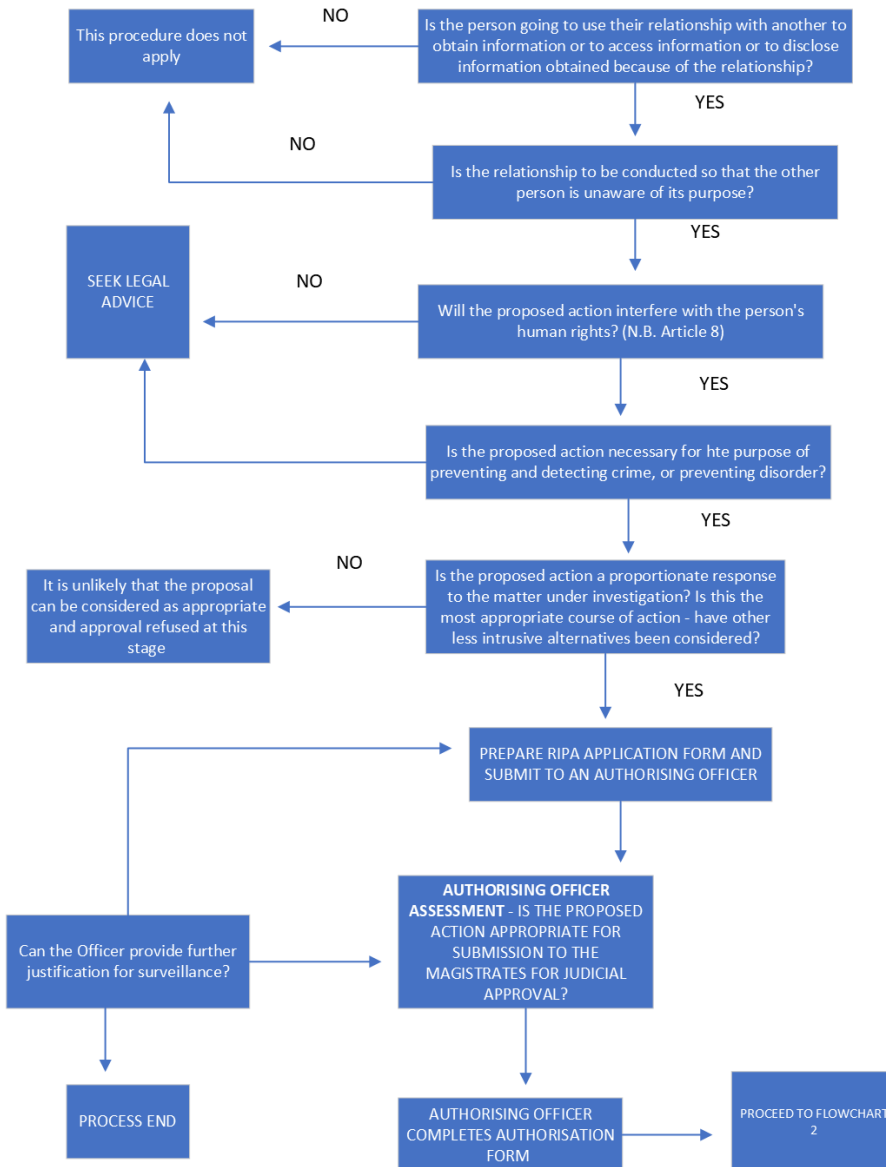 NO
This procedure does not
apply
Is the person going to use their relationship with another to
obtain information or to access information or to disclose
information obtained because of the relationship?
YES
NO
Is the relationship to be conducted so that the other
person is unaware of its purpose?
YES
SEEK LEGAL
ADVICE
NO
Will the proposed action interfere with the person's
human rights? (N.B. Article 8)
YES
Is the proposed action necessary for hte purpose of
preventing and detecting crime, or preventing disorder?
YES
NO
It is unlikely that the proposal
can be considered as appropriate
and approval refused at this
stage
Is the proposed action a proportionate response
to the matter under investigation? Is this the
most appropriate course of action - have other
less intrusive alternatives been considered?
YES
PREPARE RIPA APPLICATION FORM AND
SUBMIT TO AN AUTHORISING OFFICER
AUTHORISING OFFICER
ASSESSMENT - IS THE PROPOSED
ACTION APPROPRIATE FOR
SUBMISSION TO THE
MAGISTRATES FOR JUDICIAL
APPROVAL?
Can the Officer provide further
justification for surveillance?
PROCESS END
AUTHORISING OFFICER
COMPLETES AUTHORISATION
FORM
PROCEED TO FLOWCHART
2